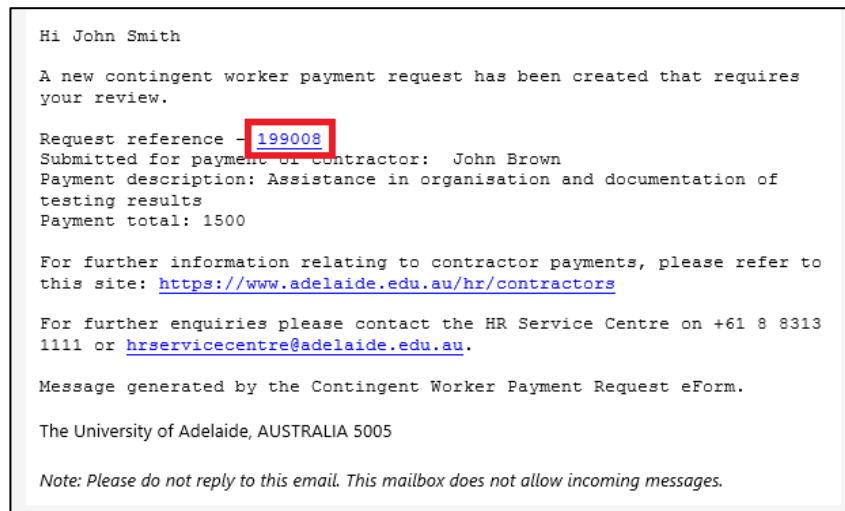 Hi John Smith
A new contingent worker payment request has been created that requires
your review.
Request reference - 199008
Submitted for payment of contractor:  John Brown
Payment description: Assistance in organisation and documentation of
testing results
Payment total: 1500
For further information relating to contractor payments, please refer to
this site: https://www.adelaide.edu.au/hr/contractors
For further enquiries please contact the HR Service Centre on +61 8 8313
1111 or hrservicecentre@adelaide.edu.au.
Message generated by the Contingent Worker Payment Request eForm.
The University of Adelaide, AUSTRALIA 5005
Note: Please do not reply to this email. This mailbox does not allow incoming messages.